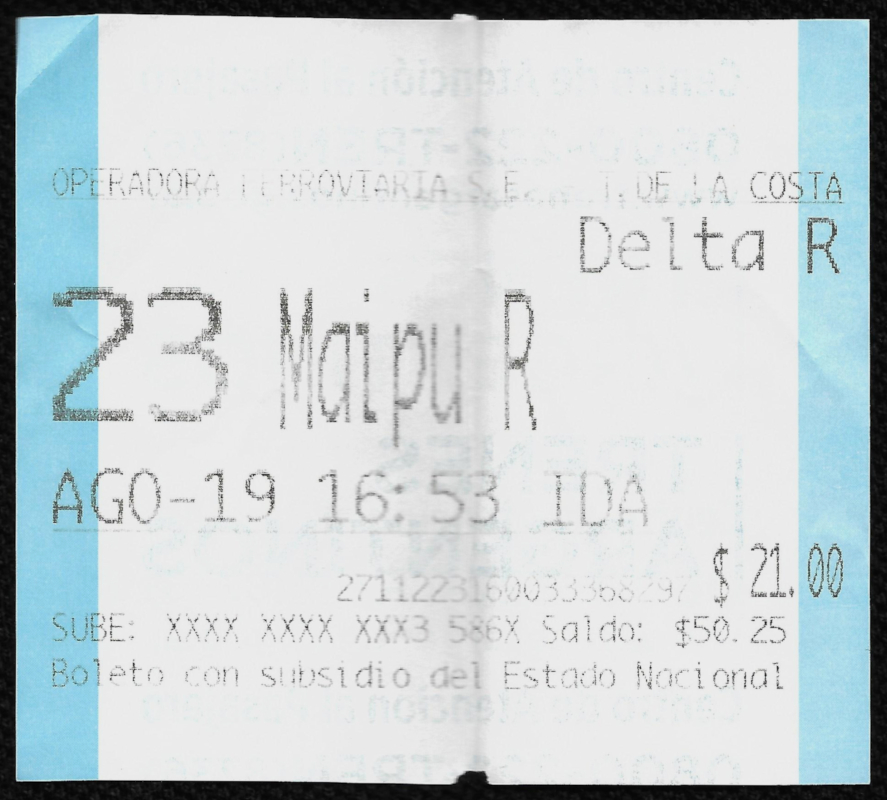 OPERADORA FERROVIARIA S E T. DE LA COSTA
Delta R
23 Maipu R
AGO-19 16:53 IDA
$ 21.00
2711223160033368297
SUBE: XXXX XXXX XXX3 586X Saldo: $50.25
Boleto con subsidio del Estado Nacional